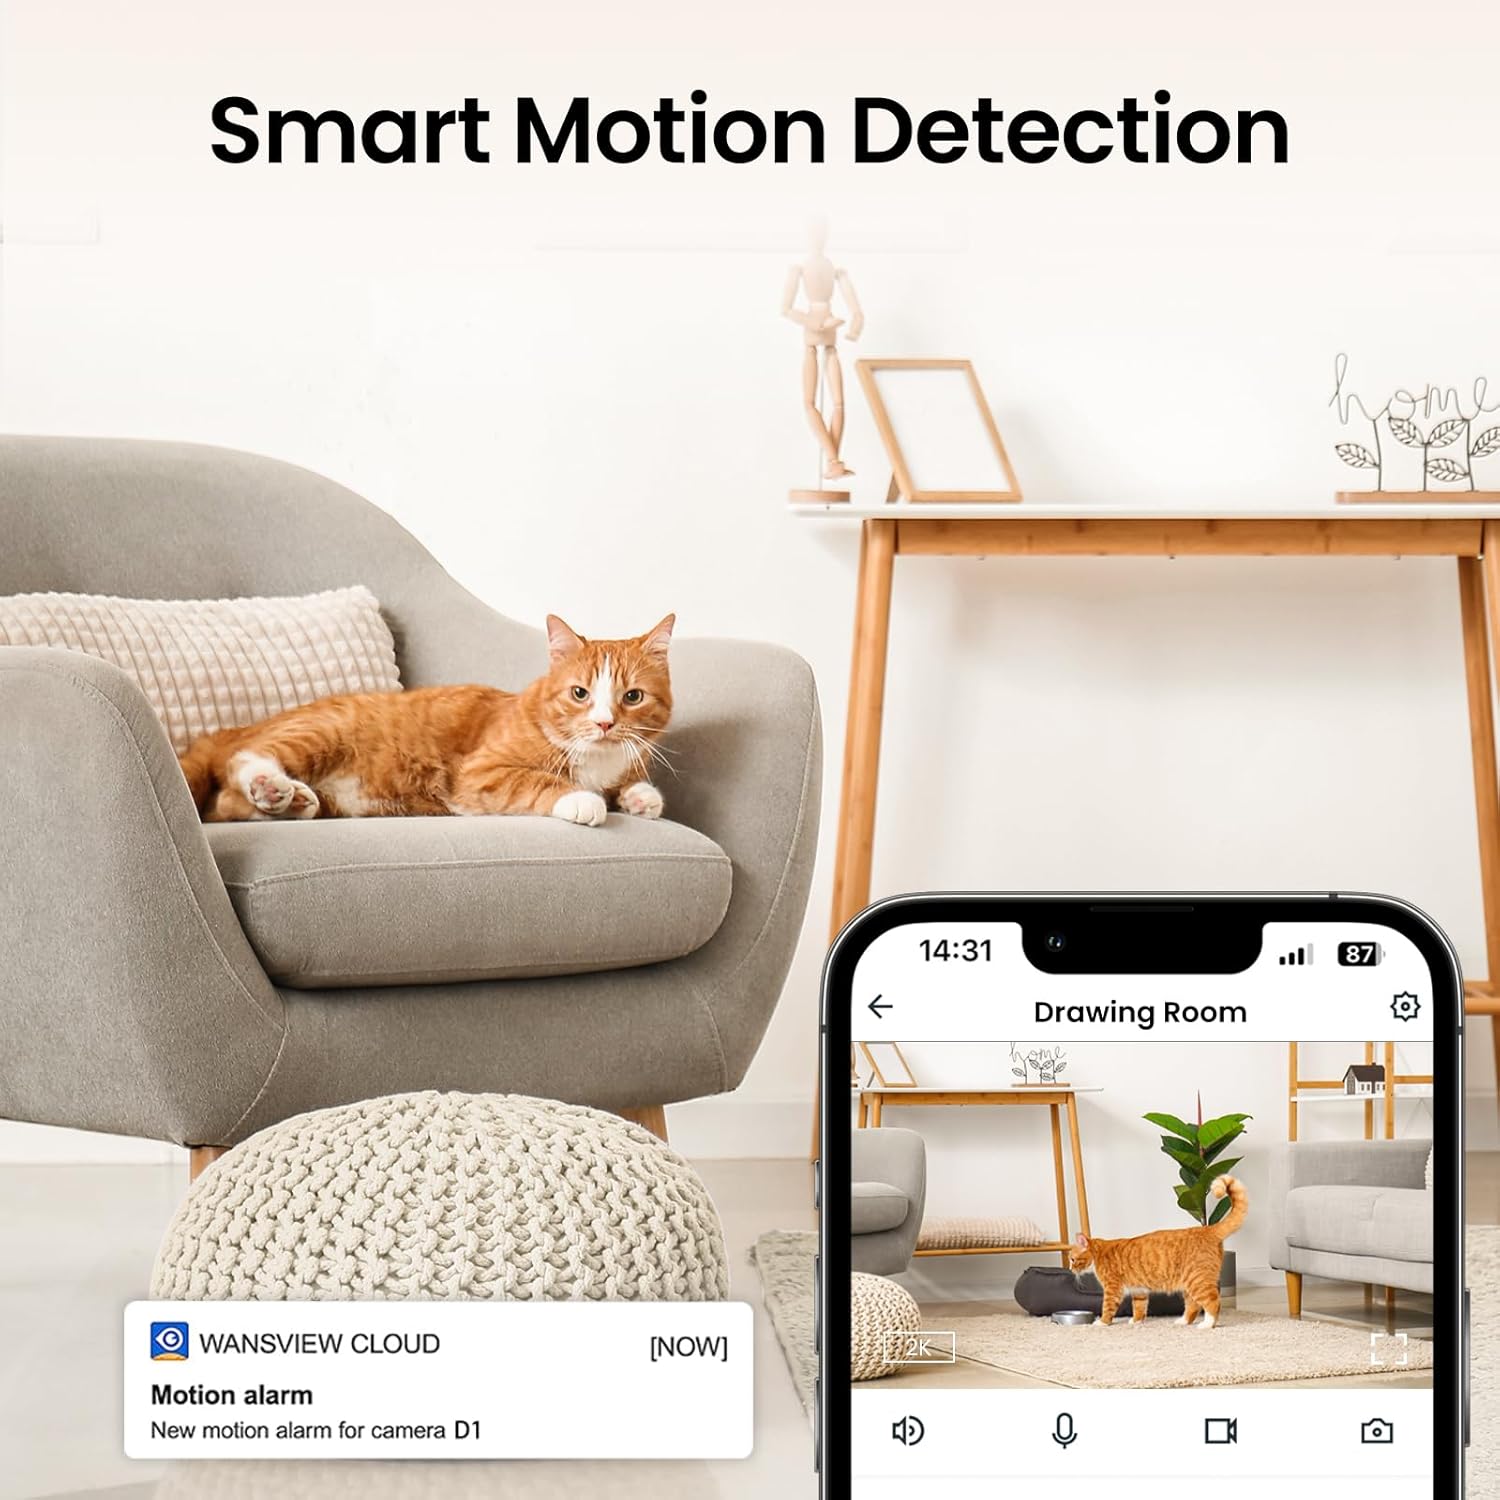 Smart Motion Detection
home
14:31
87
Drawing Room
home
2K
WANSVIEW CLOUD
[NOW]
Motion alarm
New motion alarm for camera D1